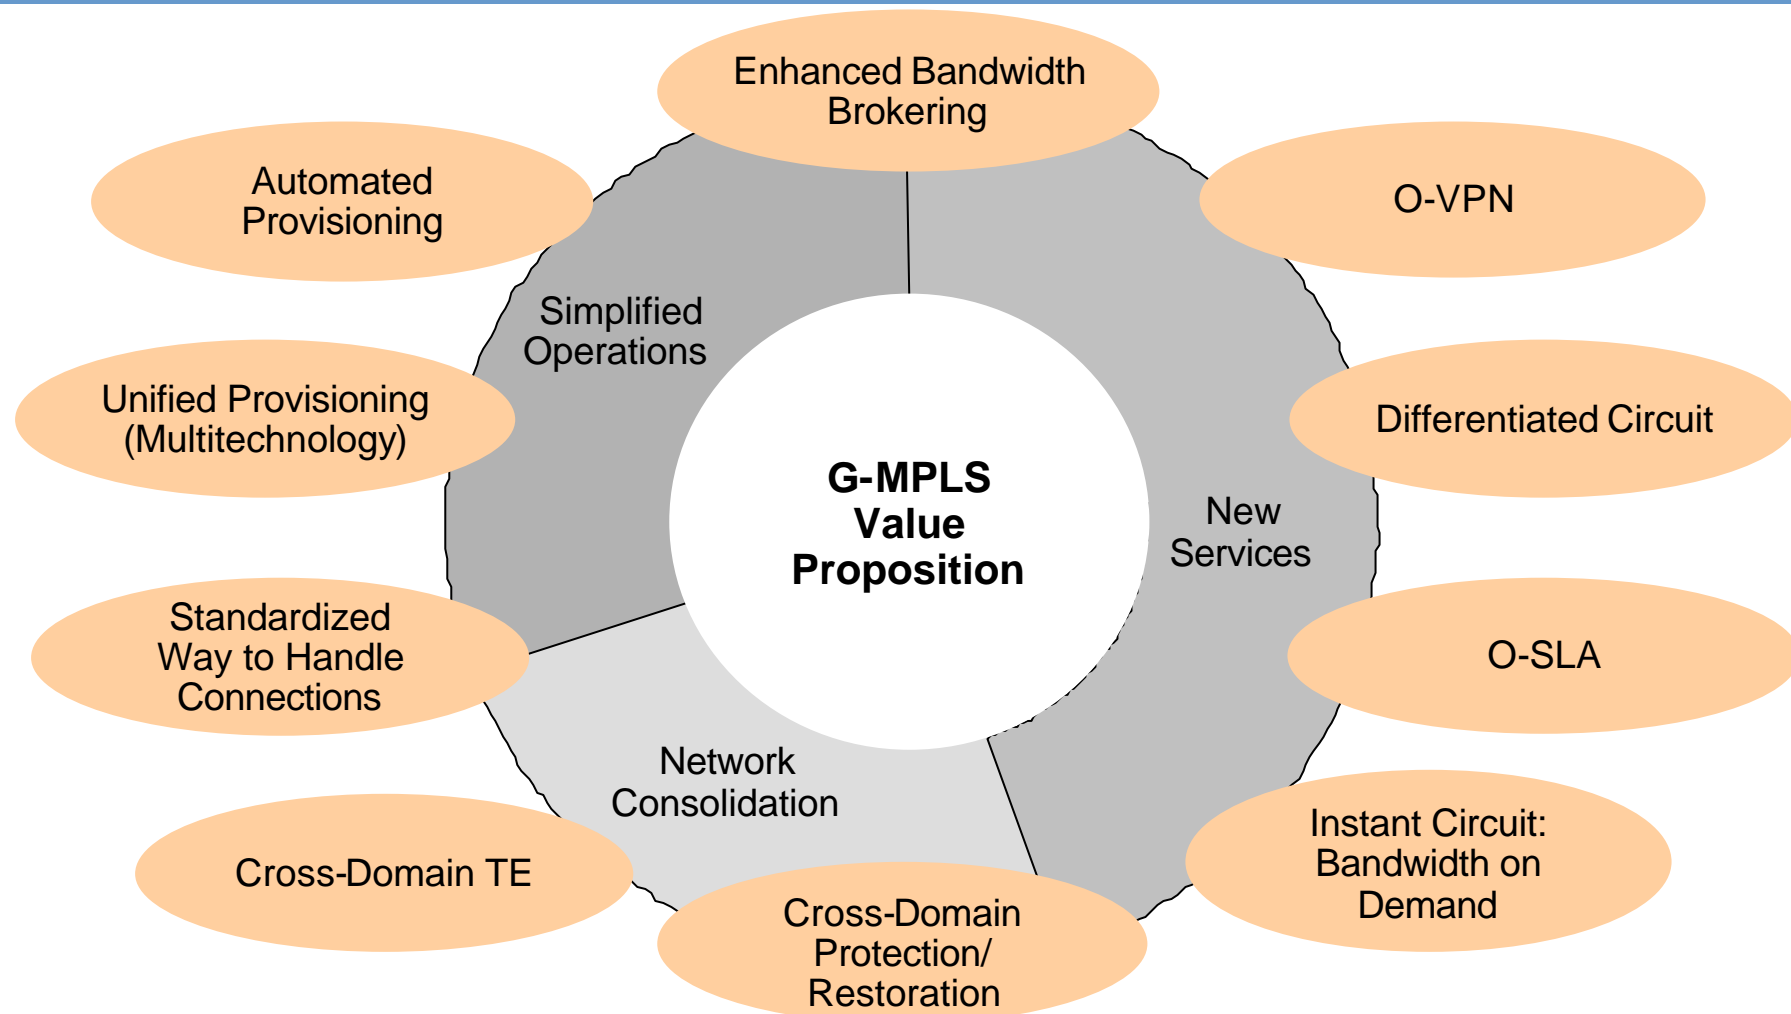 Enhanced Bandwidth
Brokering
Automated
Provisioning
O-VPN
Simplified
Operations
Unified Provisioning
(Multitechnology)
Differentiated Circuit
G-MPLS
Value
Proposition
New
Services
Standardized
Way to Handle
Connections
O-SLA
Network
Consolidation
Instant Circuit:
Bandwidth on
Demand
Cross-Domain TE
Cross-Domain
Protection/
Restoration